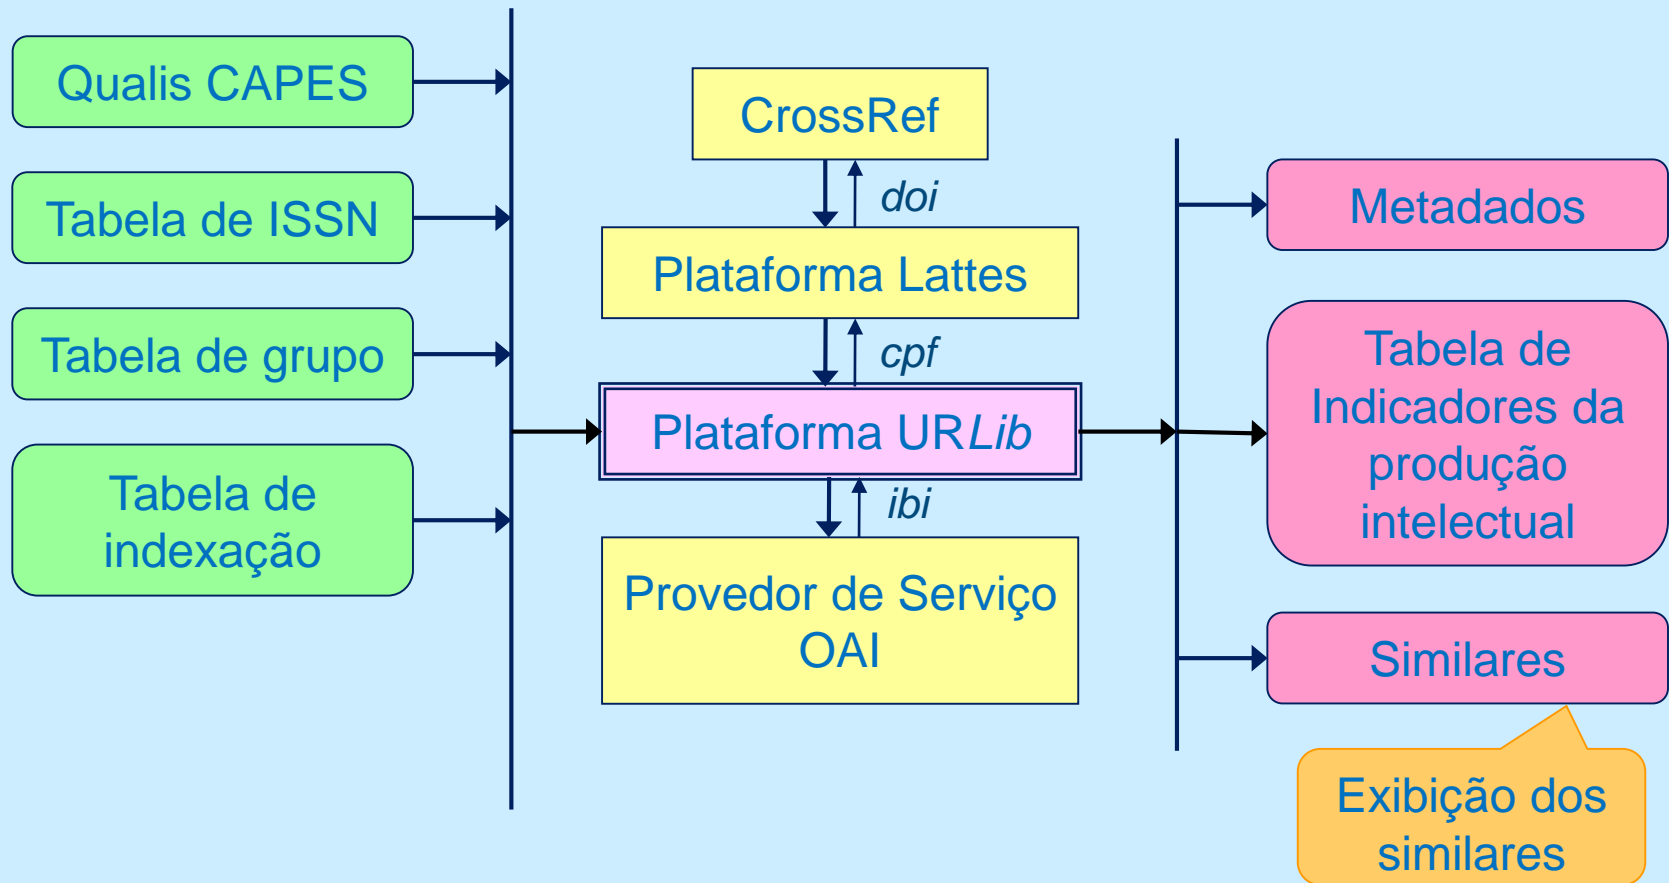 Qualis CAPES
Tabela de ISSN
Tabela de grupo
Tabela de
indexação
CrossRef
doi
Plataforma Lattes
cpf
Plataforma URLib
ibi
Provedor de Serviço
OAI
Metadados
Tabela de
Indicadores da
produção
intelectual
Similares
Exibição dos
similares